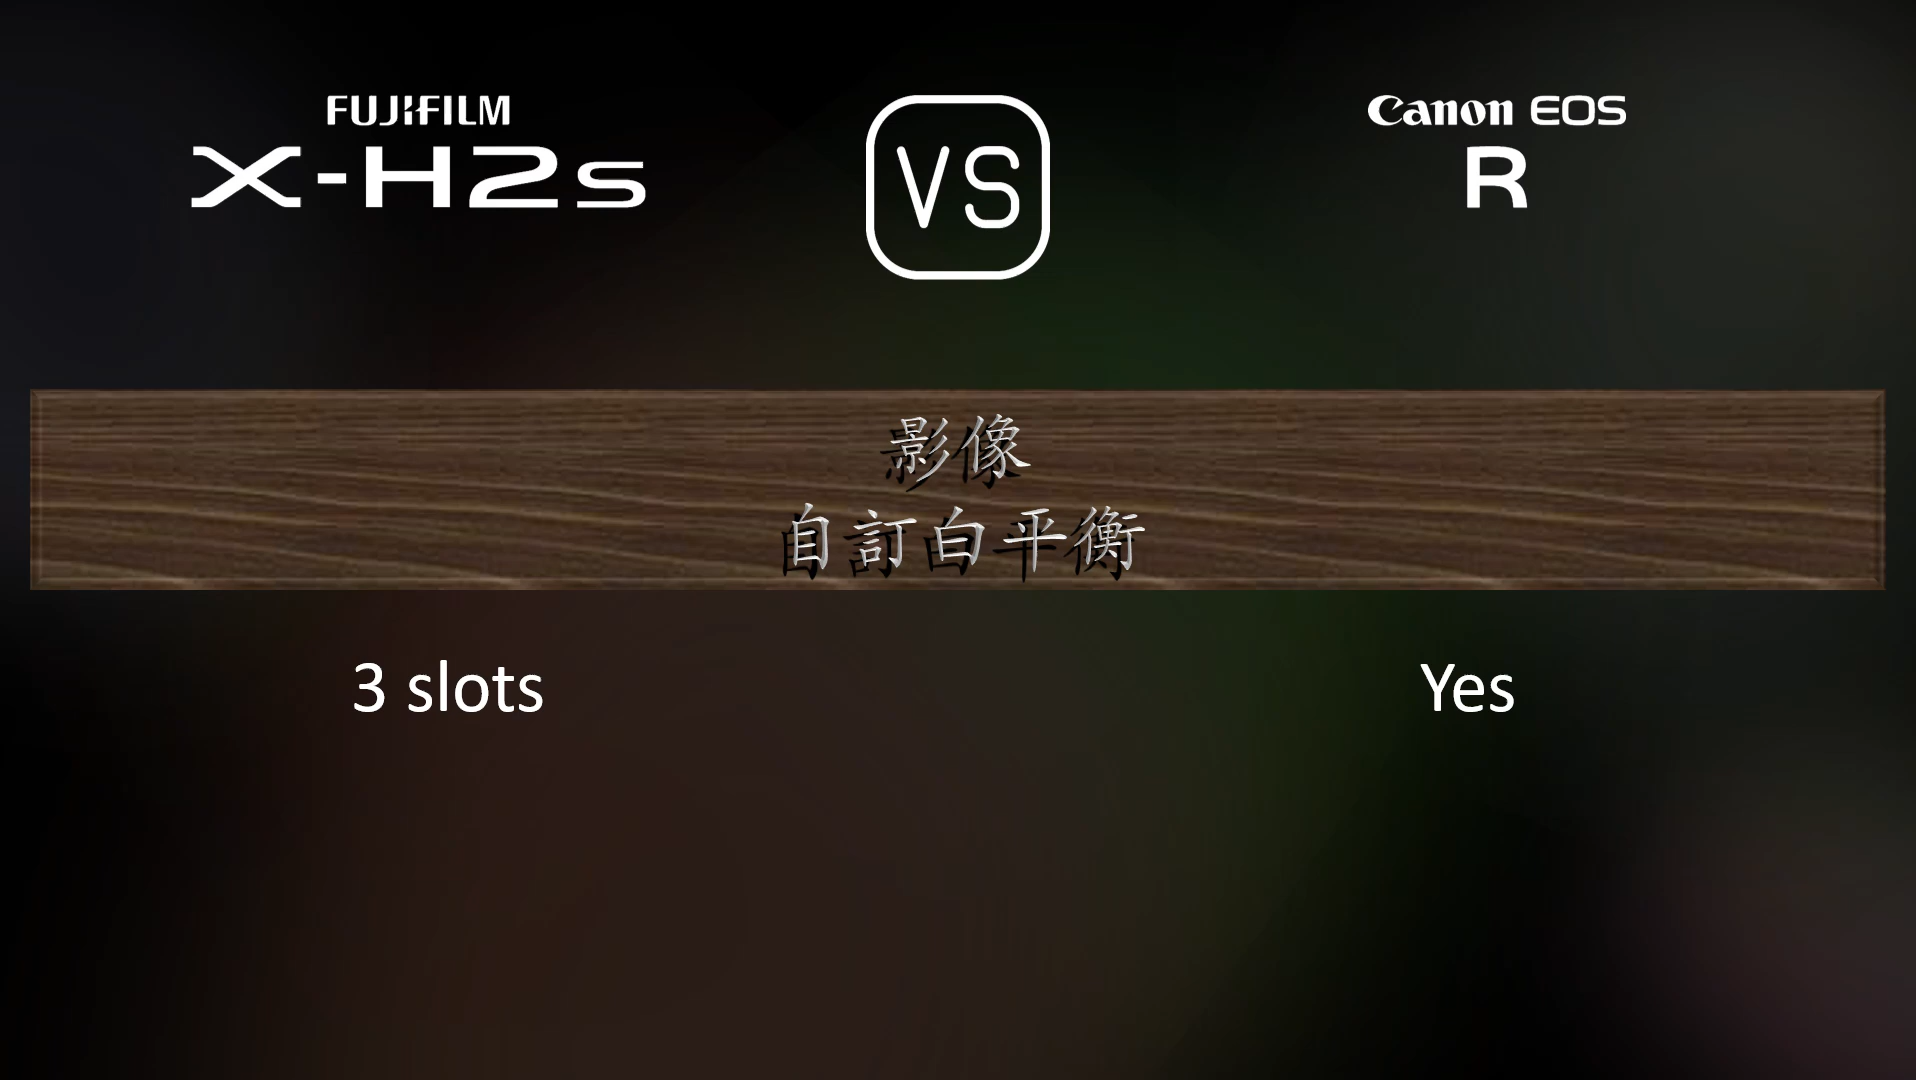 FUJIFILM
X-H2s
VS
Canon EOS
R
影像
自訂白平衡
3 slots
Yes